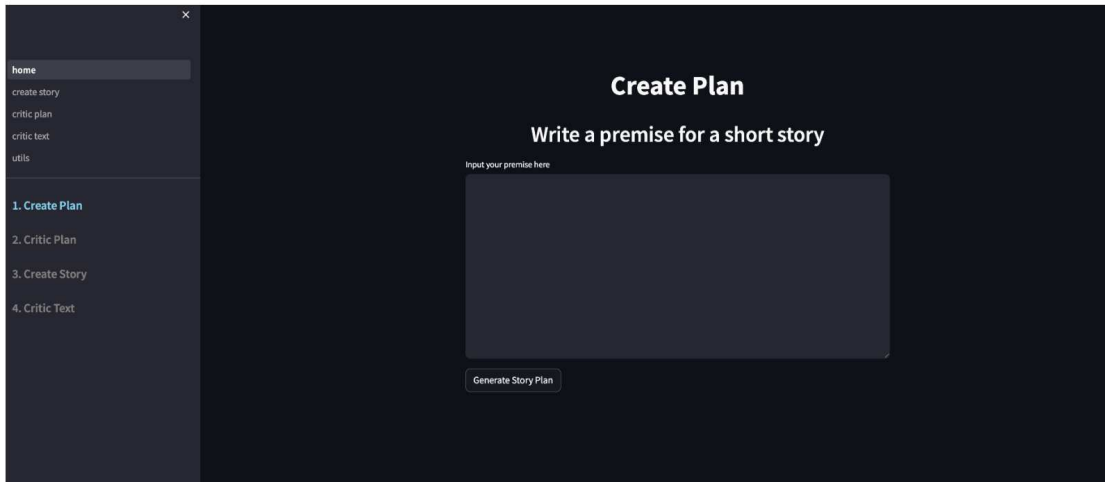 ×
home
create story
critic plan
critic text
utils
1. Create Plan
2. Critic Plan
3. Create Story
4. Critic Text
Create Plan
Write a premise for a short story
Input your premise here
Generate Story Plan